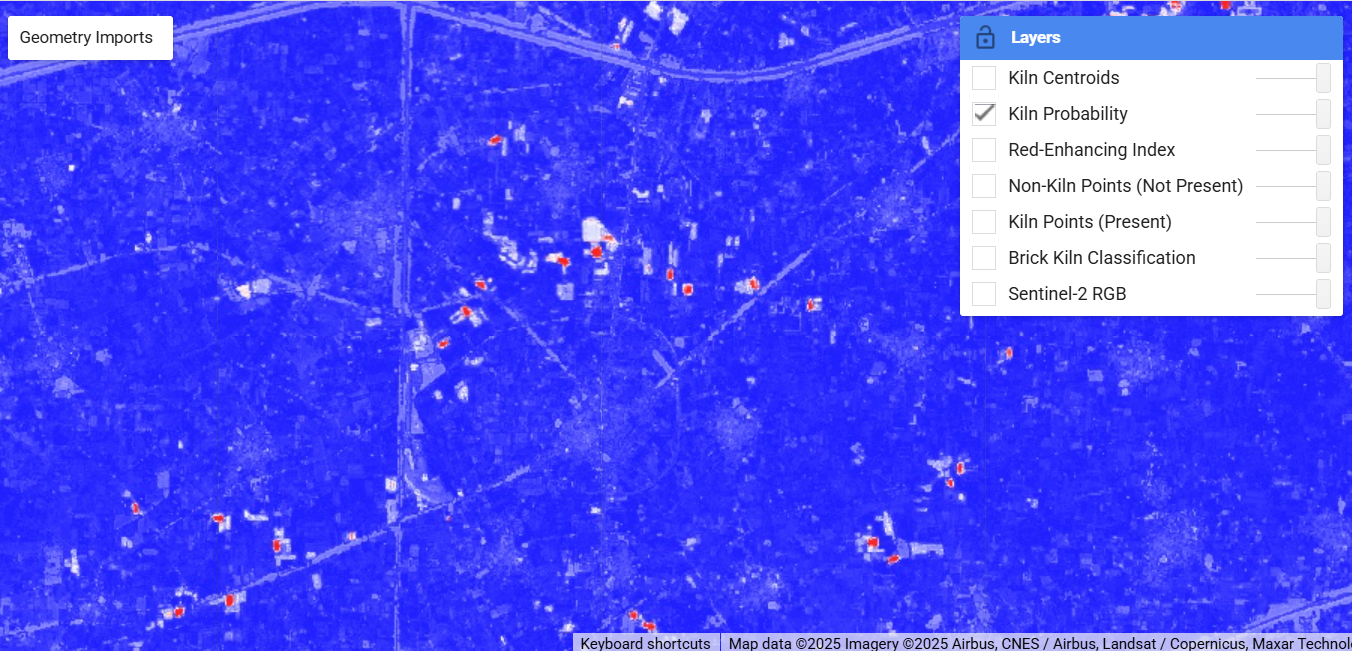 Geometry Imports
Layers
Kiln Centroids
Kiln Probability
Red-Enhancing Index
Non-Kiln Points (Not Present)
Kiln Points (Present)
Brick Kiln Classification
Sentinel-2 RGB
Keyboard shortcuts
Map data ©2025 Imagery ©2025 Airbus, CNES / Airbus, Landsat / Copernicus, Maxar Technolo